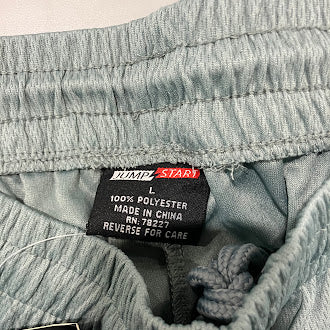 JUMP START
L
100% POLYESTER
MADE IN CHINA
RN: 78227
REVERSE FOR CARE